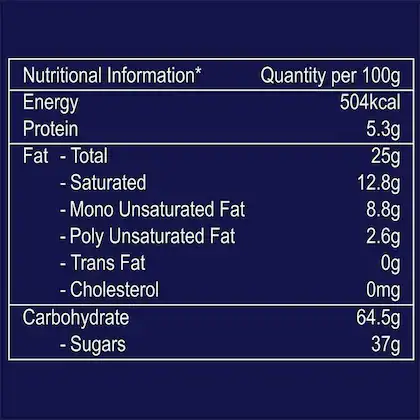 Nutritional Information* Quantity per 100g
Energy 504kcal
Protein 5.3g
Fat - Total 25g
- Saturated 12.8g
- Mono Unsaturated Fat 8.8g
- Poly Unsaturated Fat 2.6g
- Trans Fat 0g
- Cholesterol 0mg
Carbohydrate 64.5g
- Sugars 37g